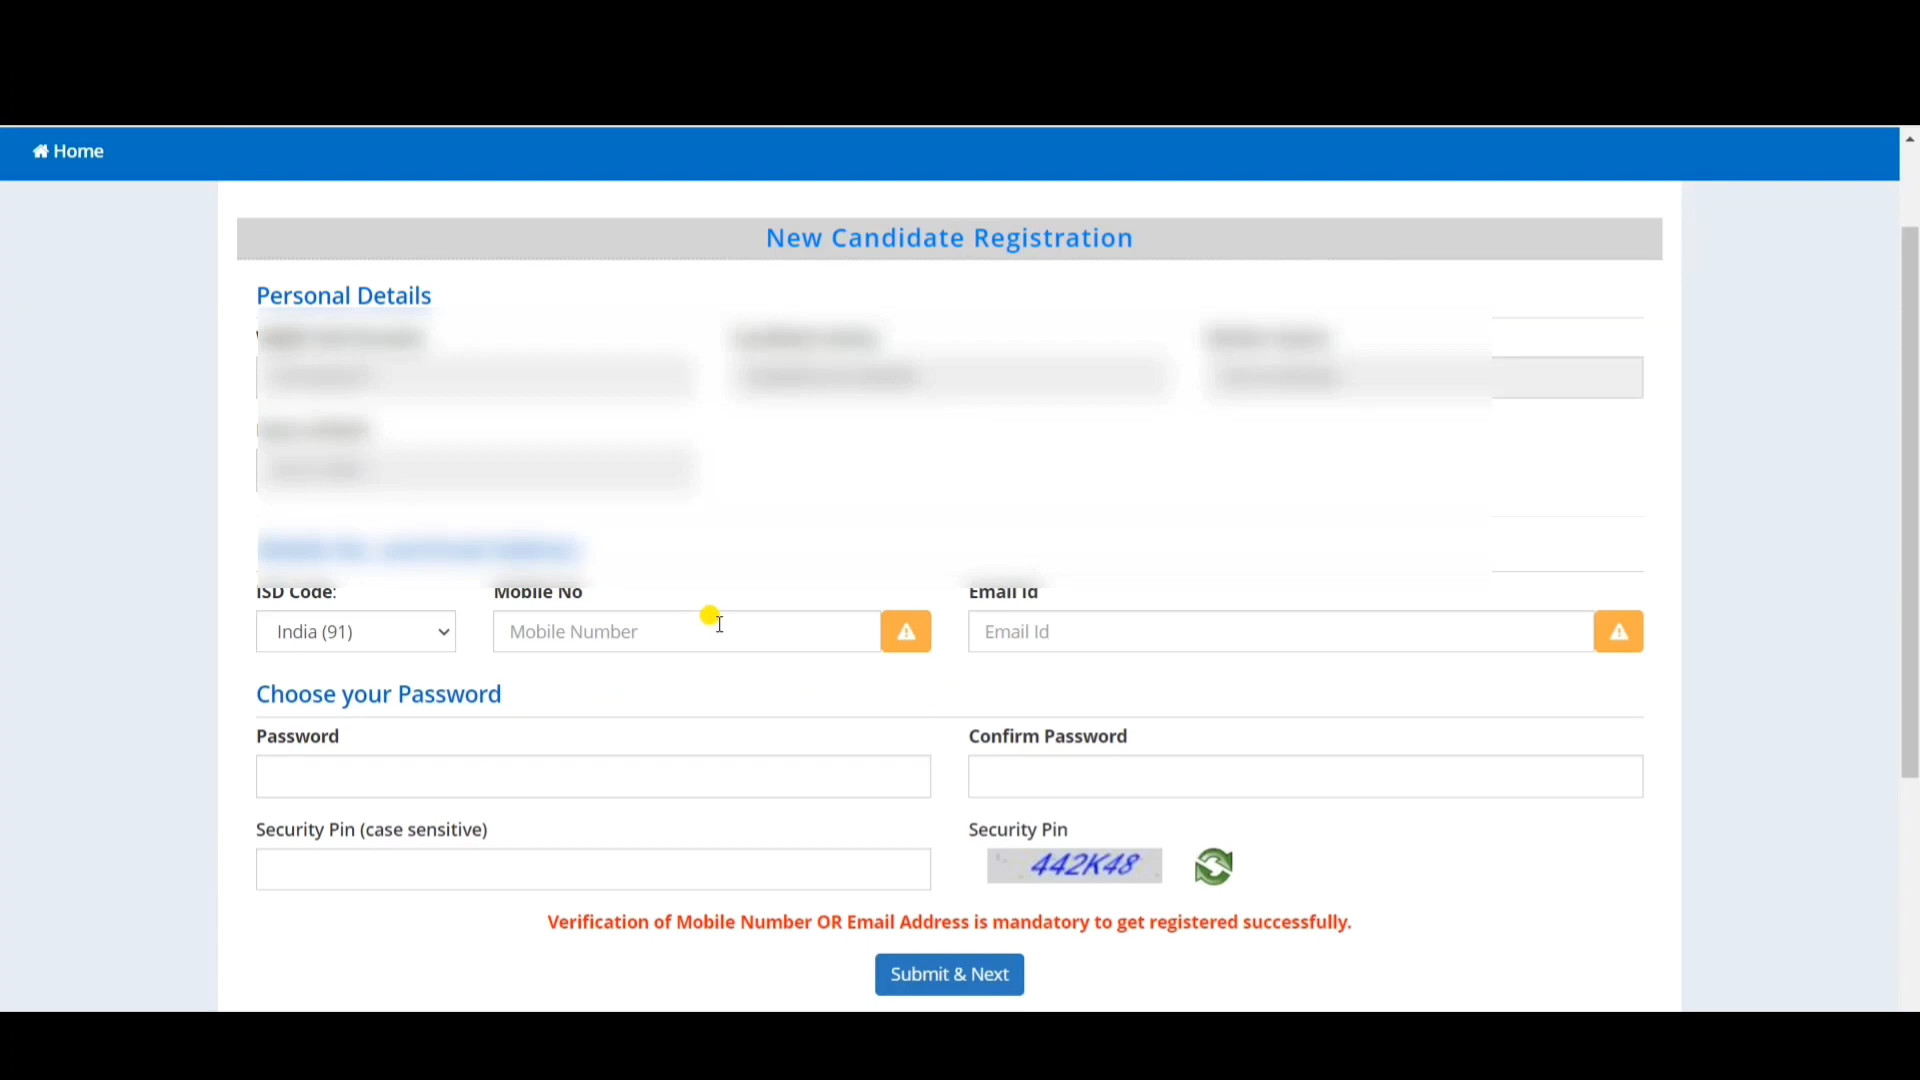 Home
New Candidate Registration
Personal Details
ISD Code: Mobile No Email Id
India (91) Mobile Number Email Id
Choose your Password
Password Confirm Password
Security Pin (case sensitive) Security Pin
442K48
Verification of Mobile Number OR Email Address is mandatory to get registered successfully.
Submit & Next